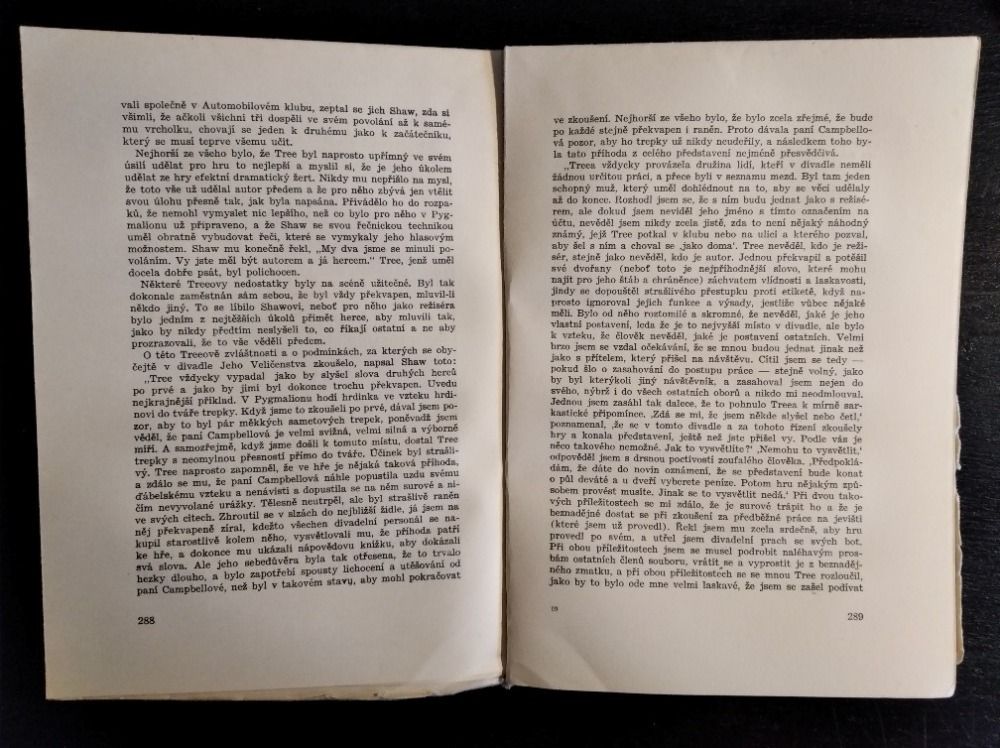 vali společně v Automobilovém klubu, zeptal se jich Shaw, zda si
všimli, že ačkoli všichni tři dospěli ve svém povolání až k samé-
mu vrcholku, chovají se jeden k druhému jako k začátečníku,
který se musí teprve všemu učit.
Nejhorší ze všeho bylo, že Tree byl naprosto upřímný ve svém
úsilí udělat pro hru to nejlepší a myslil si, že je jeho úkolem
udělat ze hry efektní dramatický žert. Nikdy mu nepřišlo na mysl,
že toto vše už udělal autor předem a že pro něho zbývá jen vtělit
svou úlohu přesně tak, jak byla napsána. Přivádělo ho do rozpa-
ků, že nemohl vymyslet nic lepšího, než co bylo pro něho v Pyg-
malionu už připraveno, a že Shaw se svou řečnickou technikou
uměl obratně vybudovat řeči, které se vymykaly jeho hlasovým
možnostem. Shaw mu konečně řekl, „My dva jsme se minuli po-
voláním. Vy jste měl být autorem a já hercem.“ Tree, jenž uměl
docela dobře psát, byl polichocen.
Některé Treeovy nedostatky byly na scéně užitečné. Byl tak
dokonale zaměstnán sám sebou, že byl vždy překvapen, mluvil-li
někdo jiný. To se líbilo Shawovi, neboť pro něho jako režiséra
bylo jedním z nejtěžších úkolů přimět herce, aby mluvili tak,
jako by nikdy předtím neslyšeli to, co říkají ostatní a ne aby
prozrazovali, že to vše věděli předem.
O této Treeově zvláštnosti a o podmínkách, za kterých se oby-
čejtě v divadle Jeho Veličenstva zkoušelo, napsal Shaw toto:
„Tree vždycky vypadal jako by slyšel slova druhých herců
po prvé a jako by jimi byl dokonce trochu překvapen. Uvedu
nejkrajnější příklad. V Pygmalionu hodí hrdinka ve vzteku hrdi-
novi do tváře trepky. Když jsme to zkoušeli po prvé, dával jsem po-
zor, aby to byl pár měkkých sametových trepek, poněvadž jsem
věděl, že paní Campbellová je velmi svižná, velmi silná a výborně
míří. A samozřejmě, když jsme došli k tomuto místu, dostal Tree
trepky s neomylnou přesností přímo do tváře. Účinek byl strašli-
vý. Tree naprosto zapomněl, že ve hře je nějaká taková příhoda,
a zdálo se mu, že paní Campbellová náhle popustila uzdu svému
ďábelskému vzteku a nenávisti a dopustila se na něm surové a ni-
čím nevyvolané urážky. Tělesně neutrpěl, ale byl strašlivě raněn
ve svých citech. Zhroutil se v slzách do nejbližší židle, já jsem na
něj překvapeně zíral, kdežto všechen divadelní personál se na-
kupil starostlivě kolem něho, vysvětlovali mu, že příhoda patří
ke hře, a dokonce mu ukázali nápovědovu knížku, aby dokázali
svá slova. Ale jeho sebedůvěra byla tak otřesena, že to trvalo
hezky dlouho, a bylo zapotřebí spousty lichocení a utěšování od
paní Campbellové, než byl v takovém stavu, aby mohl pokračovat
288
ve zkoušení. Nejhorší ze všeho bylo, že bylo zcela zřejmé, že bude
po každé stejně překvapen i raněn. Proto dávala paní Campbello-
vá pozor, aby ho trepky už nikdy neudeřily, a následkem toho by-
la tato příhoda z celého představení nejméně přesvědčivá.
„Treea vždycky provázela družina lidí, kteří v divadle neměli
žádnou určitou práci, a přece byli v seznamu mezd. Byl tam jeden
schopný muž, který uměl dohlédnout na to, aby se věci udělaly
až do konce. Rozhodl jsem se, že s ním budu jednat jako s režisé-
rem, ale dokud jsem neviděl jeho jméno s tímto označením na
účtu, nevěděl jsem nikdy zcela jistě, zda to není nějaký náhodný
známý, jejž Tree potkal v klubu nebo na ulici a kterého pozval,
aby šel s ním a choval se ‚jako doma‘. Tree nevěděl, kdo je reži-
sér, stejně jako nevěděl, kdo je autor. Jednou překvapil a potěšil
své dvořany (neboť toto je nejpříhodnější slovo, které mohu
najít pro jeho štáb a chráněnce) záchvatem vlídnosti a laskavosti,
jindy se dopouštěl strašlivého přestupku proti etiketě, když na-
prosto ignoroval jejich funkce a výsady, jestliže vůbec nějaké
měli. Bylo od něho roztomilé a skromné, že nevěděl, jaké je jeho
vlastní postavení, leda že je to nejvyšší místo v divadle, ale bylo
k vzteku, že člověk nevěděl, jaké je postavení ostatních. Velmi
brzo jsem se vzdal očekávání, že se mnou budou jednat jinak než
jako s přítelem, který přišel na návštěvu. Cítil jsem se tedy —
pokud šlo o zasahování do postupu práce — stejně volný, jako
by byl kterýkoli jiný návštěvník, a zasahoval jsem nejen do
svého, nýbrž i do všech ostatních oborů a nikdo mi neodmlouval.
Jednou jsem zasáhl tak dalece, že to pohnulo Treea k mírně sar-
kastické připomínce. ‚Zdá se mi, že jsem někde slyšel nebo četl,‘
poznamenal, ‚že se v tomto divadle a za tohoto řízení zkoušely
hry a konala představení, ještě než jste přišel vy. Podle vás je
něco takového nemožné. Jak to vysvětlíte?‘ ‚Nemohu to vysvětlit,‘
odpověděl jsem s drsnou poctivostí zoufalého člověka. ‚Předpoklá-
dám, že dáte do novin oznámení, že se představení bude konat
o půl deváté a u dveří vyberete peníze. Potom hru nějakým způ-
sobem provést musíte. Jinak se to vysvětlit nedá.‘ Při dvou tako-
vých příležitostech se mi zdálo, že je surové trápit ho a že je
beznadějné dostat se při zkoušení za předběžné práce na jevišti
(které jsem už provedl). Řekl jsem mu zcela srdečně, aby hru
provedl po svém, a utřel jsem divadelní prach se svých bot.
Při obou příležitostech jsem se musel podrobit naléhavým pros-
bám ostatních členů souboru, vrátit se a vyprostit je z beznaděj-
ného zmatku, a při obou příležitostech se se mnou Tree rozloučil,
jako by to bylo ode mne velmi laskavé, že jsem se zašel podívat
19
289